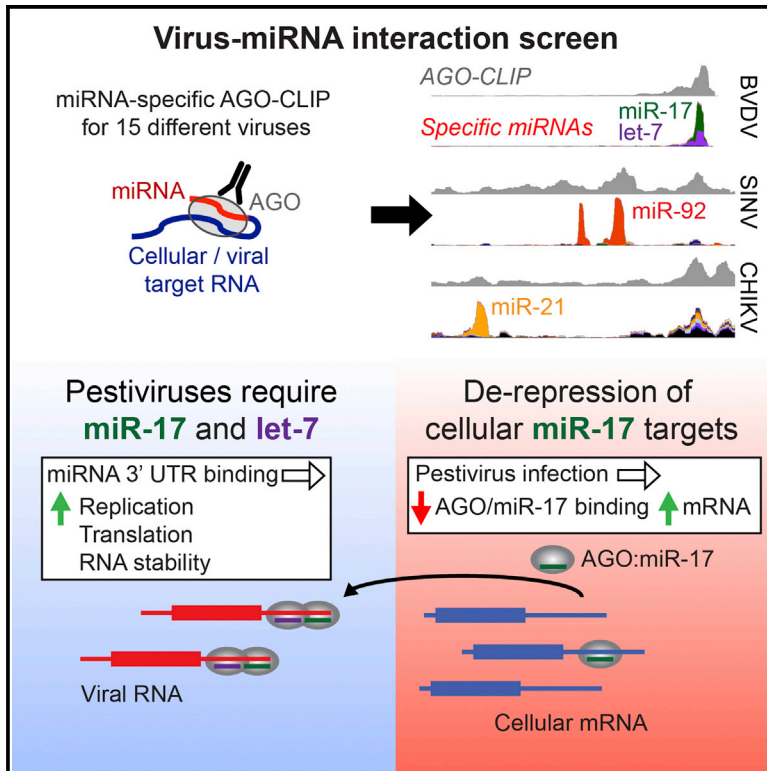 Virus-miRNA interaction screen
miRNA-specific AGO-CLIP
for 15 different viruses
miRNA
AGO
Cellular / viral
target RNA
AGO-CLIP
miR-17
Specific miRNAs let-7
BVDV
miR-92
SINV
miR-21
CHIKV
Pestiviruses require
miR-17 and let-7
miRNA 3' UTR binding
Replication
Translation
RNA stability
Viral RNA
De-repression of
cellular miR-17 targets
Pestivirus infection
AGO/miR-17 binding mRNA
AGO:miR-17
Cellular mRNA